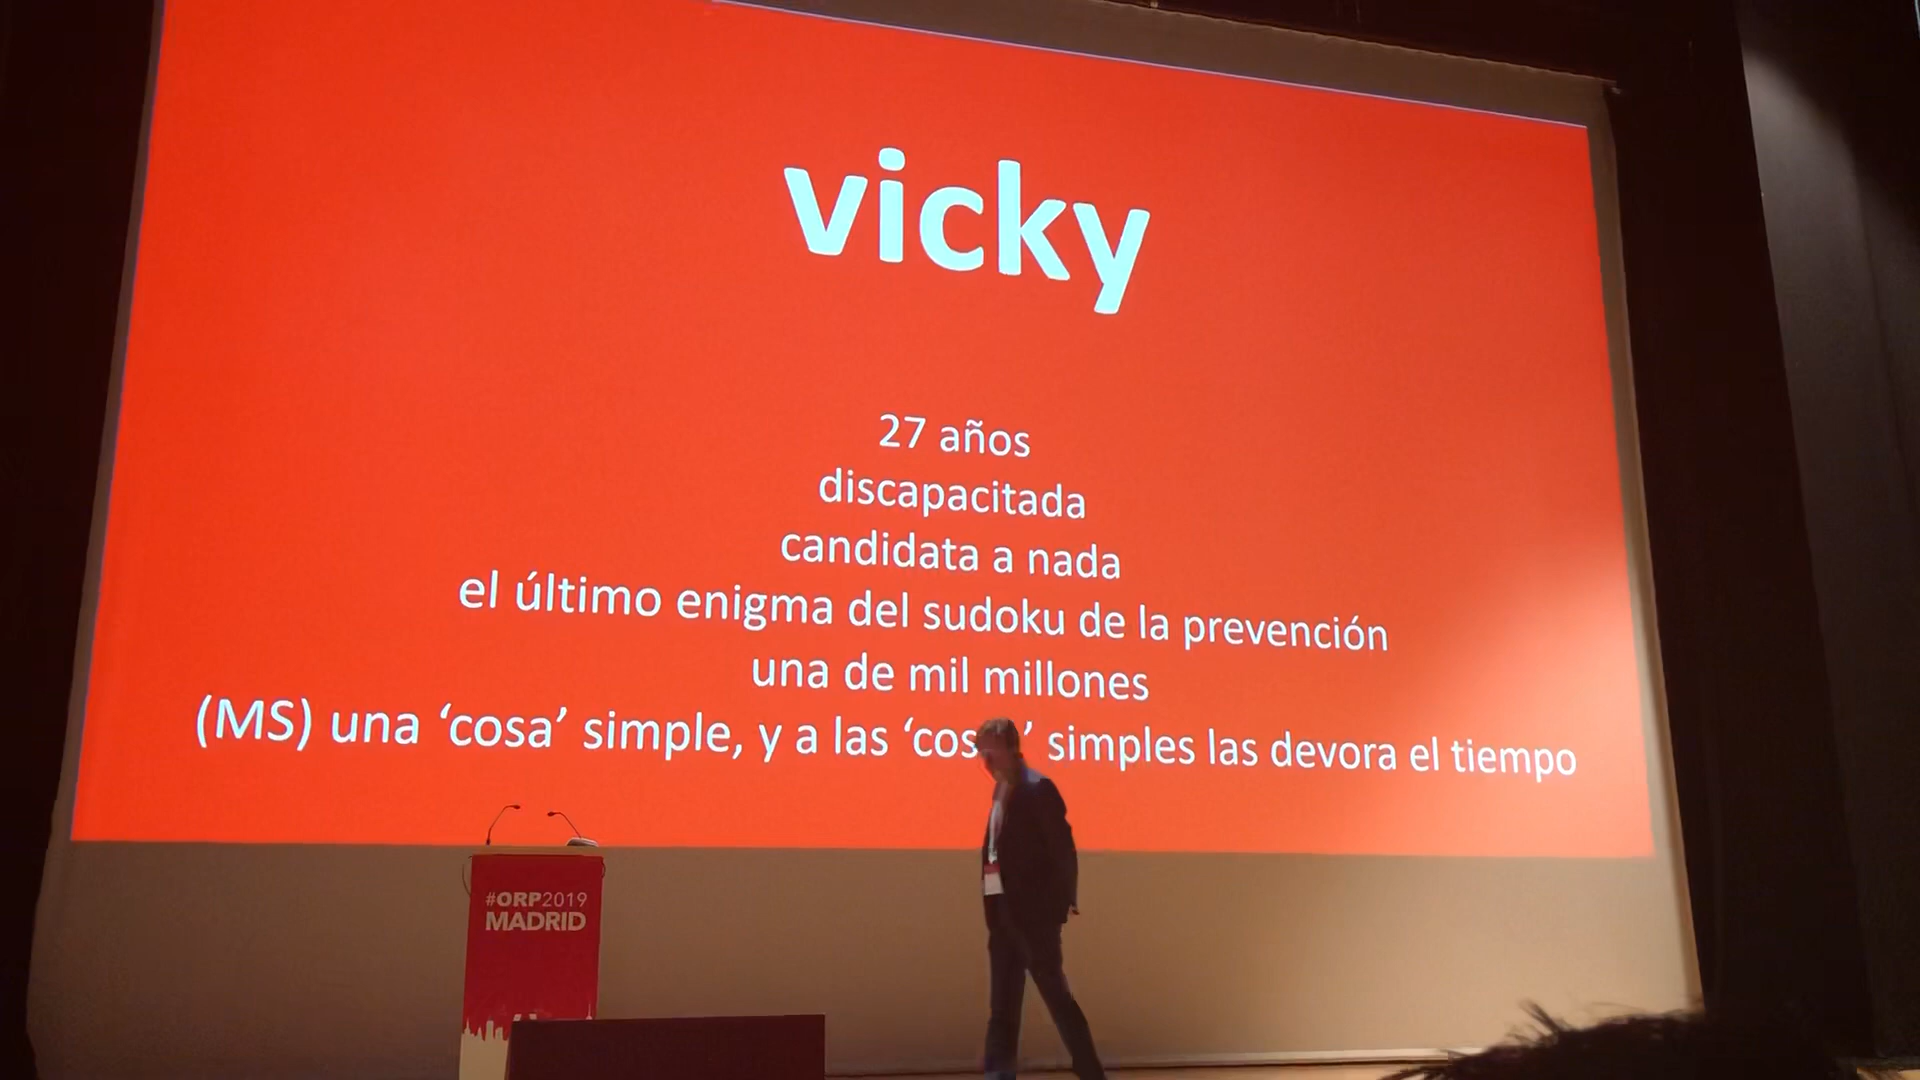 vicky
27 años
discapacitada
candidata a nada
el último enigma del sudoku de la prevención
una de mil millones
(MS) una ‘cosa’ simple, y a las ‘cos ’ simples las devora el tiempo
#ORP2019
MADRID